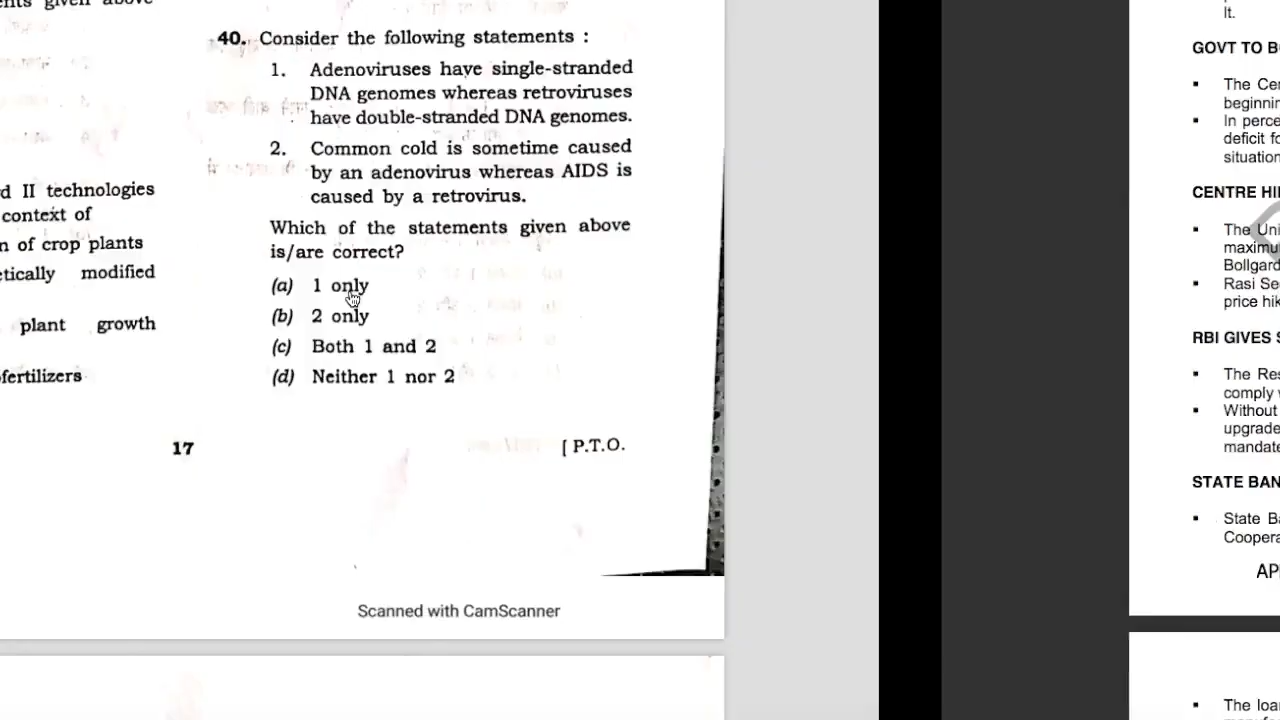 40. Consider the following statements :
1. Adenoviruses have single-stranded
DNA genomes whereas retroviruses
have double-stranded DNA genomes.
2. Common cold is sometime caused
by an adenovirus whereas AIDS is
caused by a retrovirus.
Which of the statements given above
is/are correct?
(a) 1 only
(b) 2 only
(c) Both 1 and 2
(d) Neither 1 nor 2
given above
d II technologies
context of
n of crop plants
etically modified
plant growth
fertilizers
17
[ P.T.O.
Scanned with CamScanner
It.
GOVT TO B
The Cen
beginnin
In perce
deficit fo
situation
CENTRE HI
The Uni
maximu
Bollgard
Rasi Se
price hik
RBI GIVES S
The Res
comply
Without
upgrade
mandate
STATE BAN
State Ba
Coopera
AP
The loa